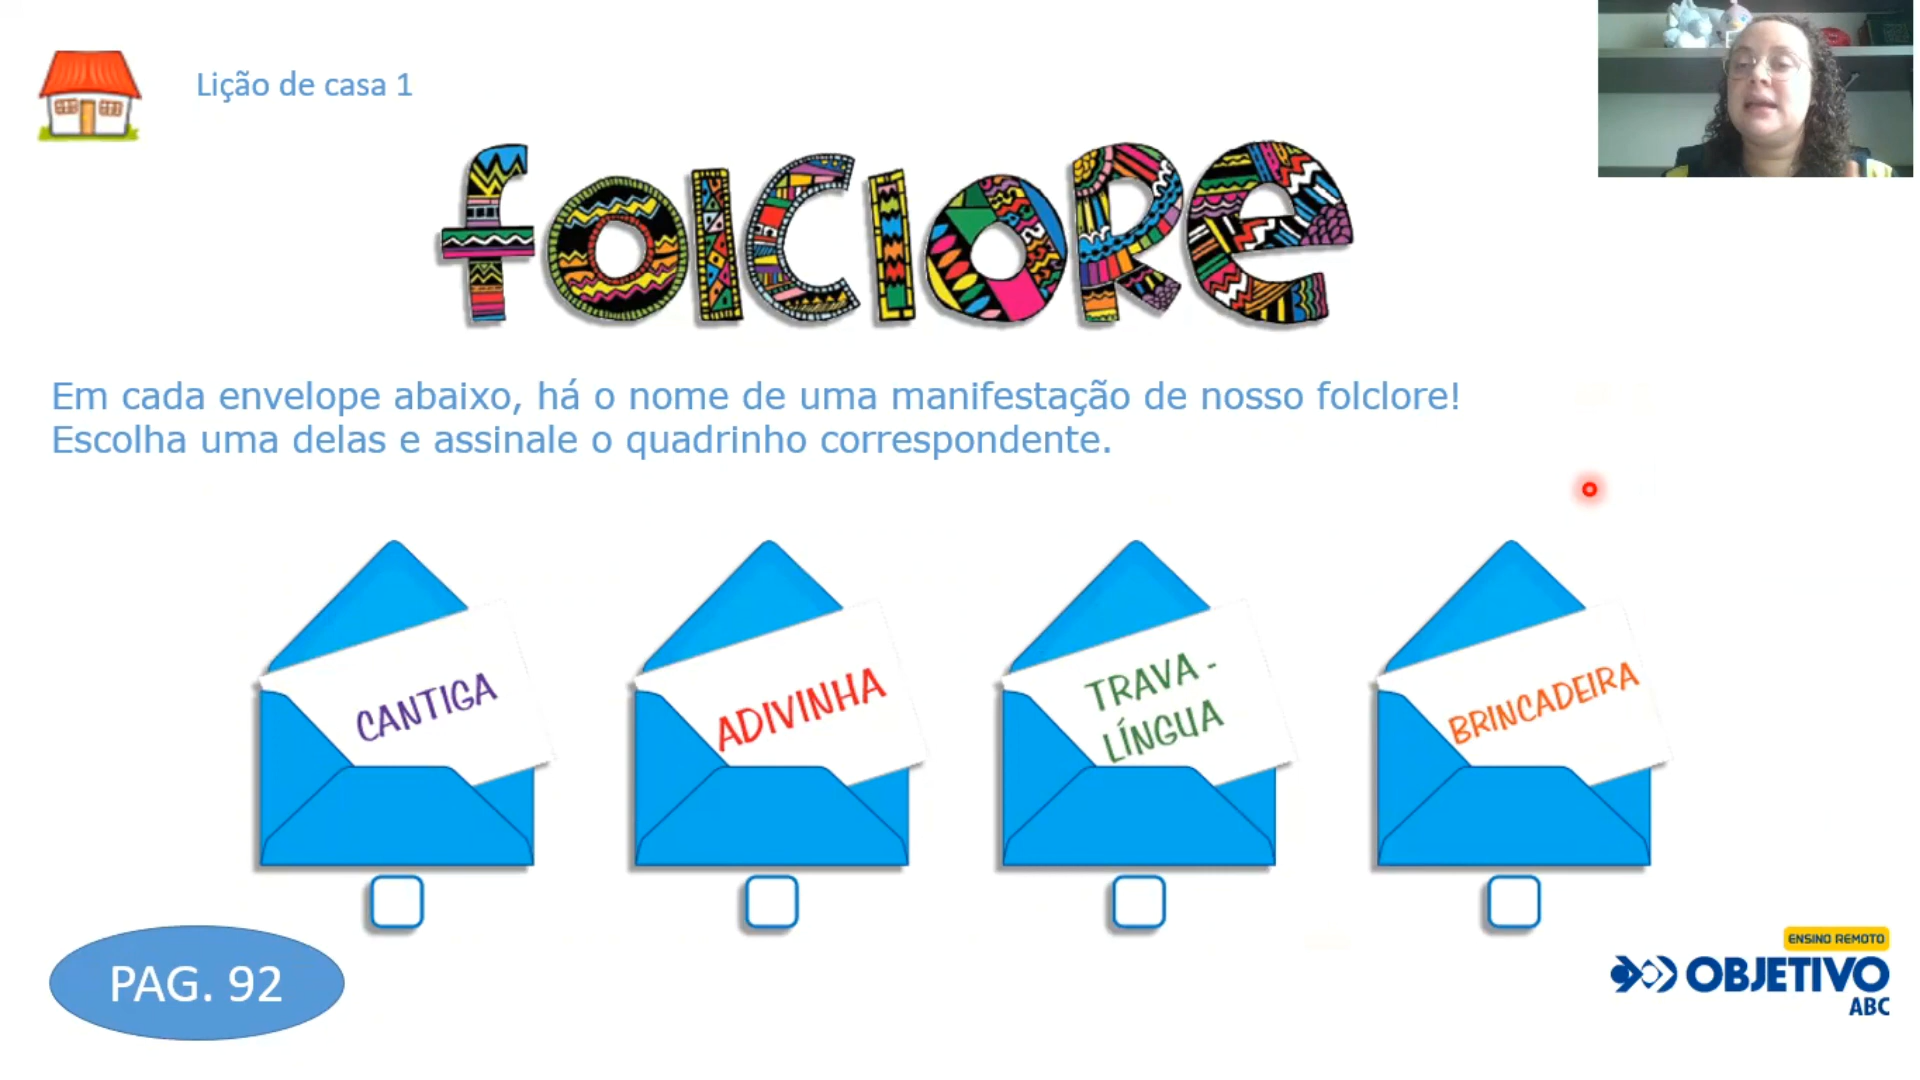 Lição de casa 1
folcloRe
Em cada envelope abaixo, há o nome de uma manifestação de nosso folclore!
Escolha uma delas e assinale o quadrinho correspondente.
CANTIGA
ADIVINHA
TRAVA -
LÍNGUA
BRINCADEIRA
PAG. 92
ENSINO REMOTO
OBJETIVO
ABC